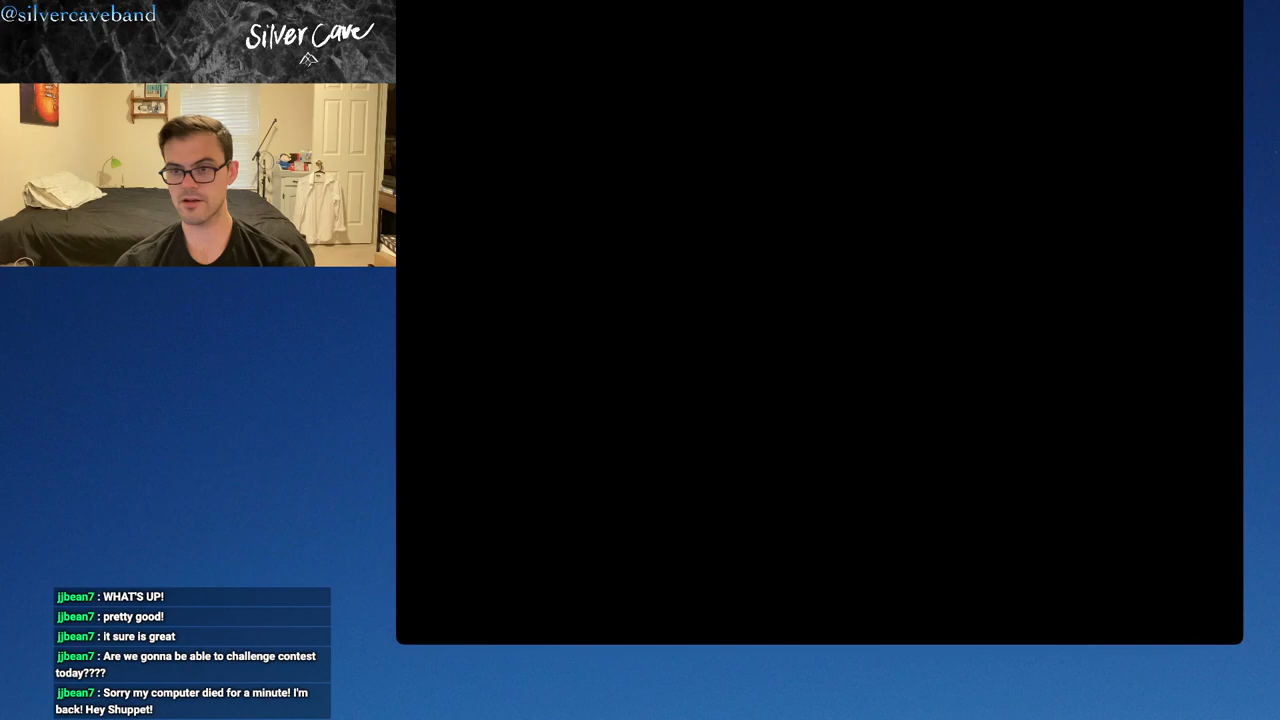 @silvercaveband
Silver Cave
jjbean7 : WHAT'S UP!
jjbean7 : pretty good!
jjbean7 : it sure is great
jjbean7 : Are we gonna be able to challenge contest
today????
jjbean7 : Sorry my computer died for a minute! I'm
back! Hey Shuppet!